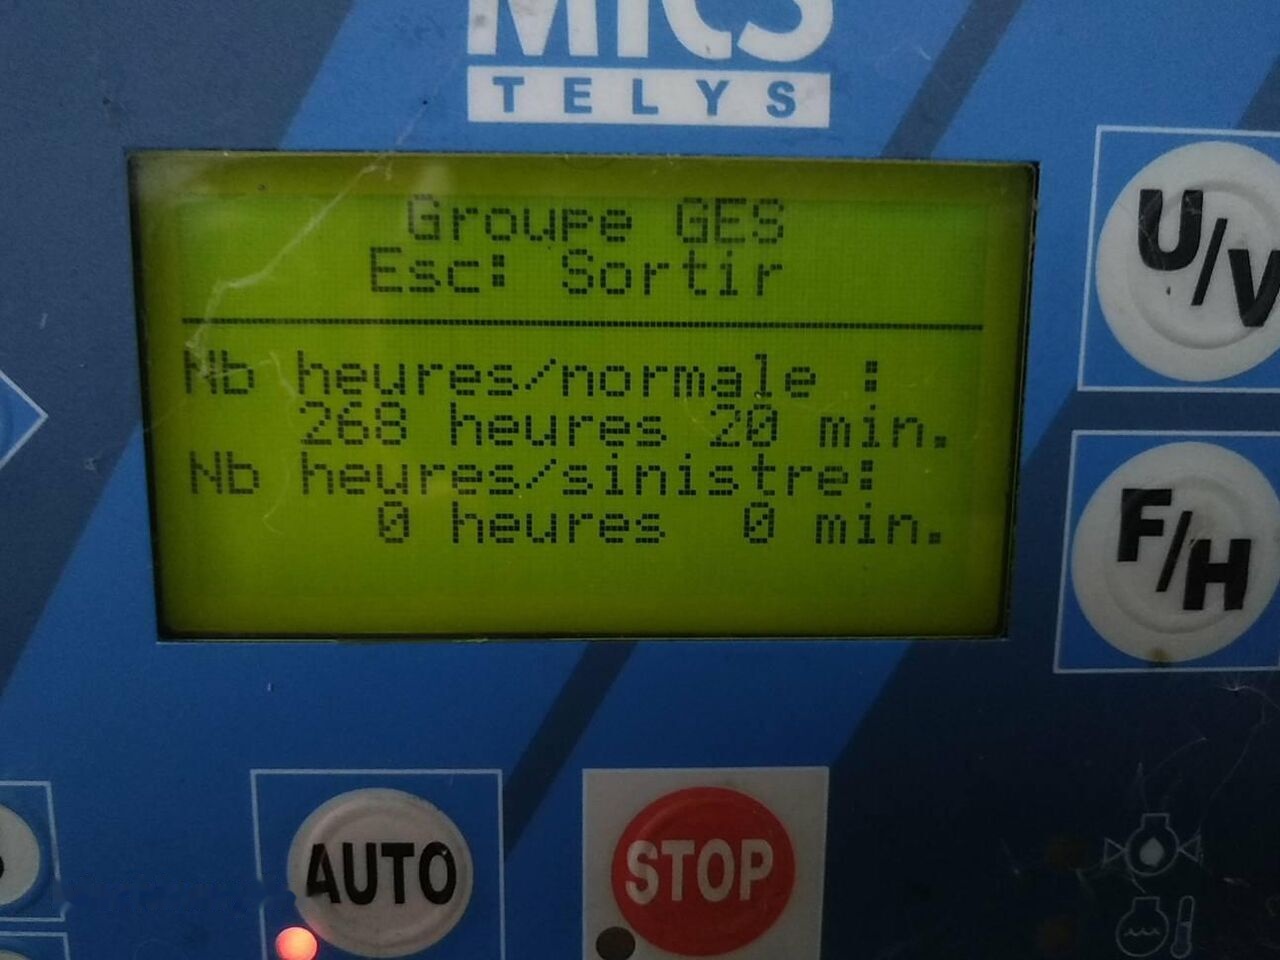 MICS
TELYS
Groupe GES
Esc: Sortir
Nb heures/normale :
268 heures 20 min.
Nb heures/sinistre:
0 heures 0 min.
U/V
F/H
AUTO
STOP